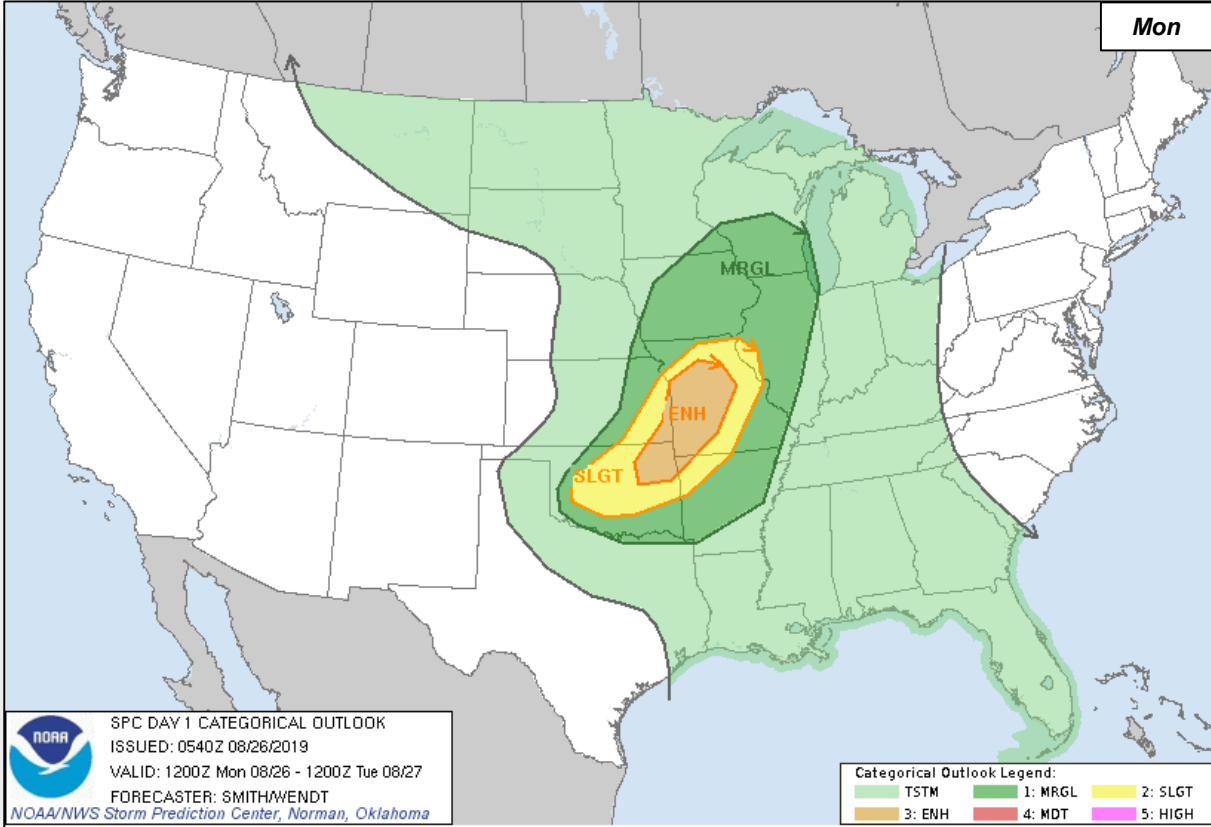 Mon
MRGL
ENH
SLGT
NOAA
SPC DAY 1 CATEGORICAL OUTLOOK
ISSUED: 0540Z 08/26/2019
VALID: 1200Z Mon 08/26 - 1200Z Tue 08/27
FORECASTER: SMITH/WENDT
NOAA/NWS Storm Prediction Center, Norman, Oklahoma
Categorical Outlook Legend:
TSTM 1: MRGL 2: SLGT
3: ENH 4: MDT 5: HIGH